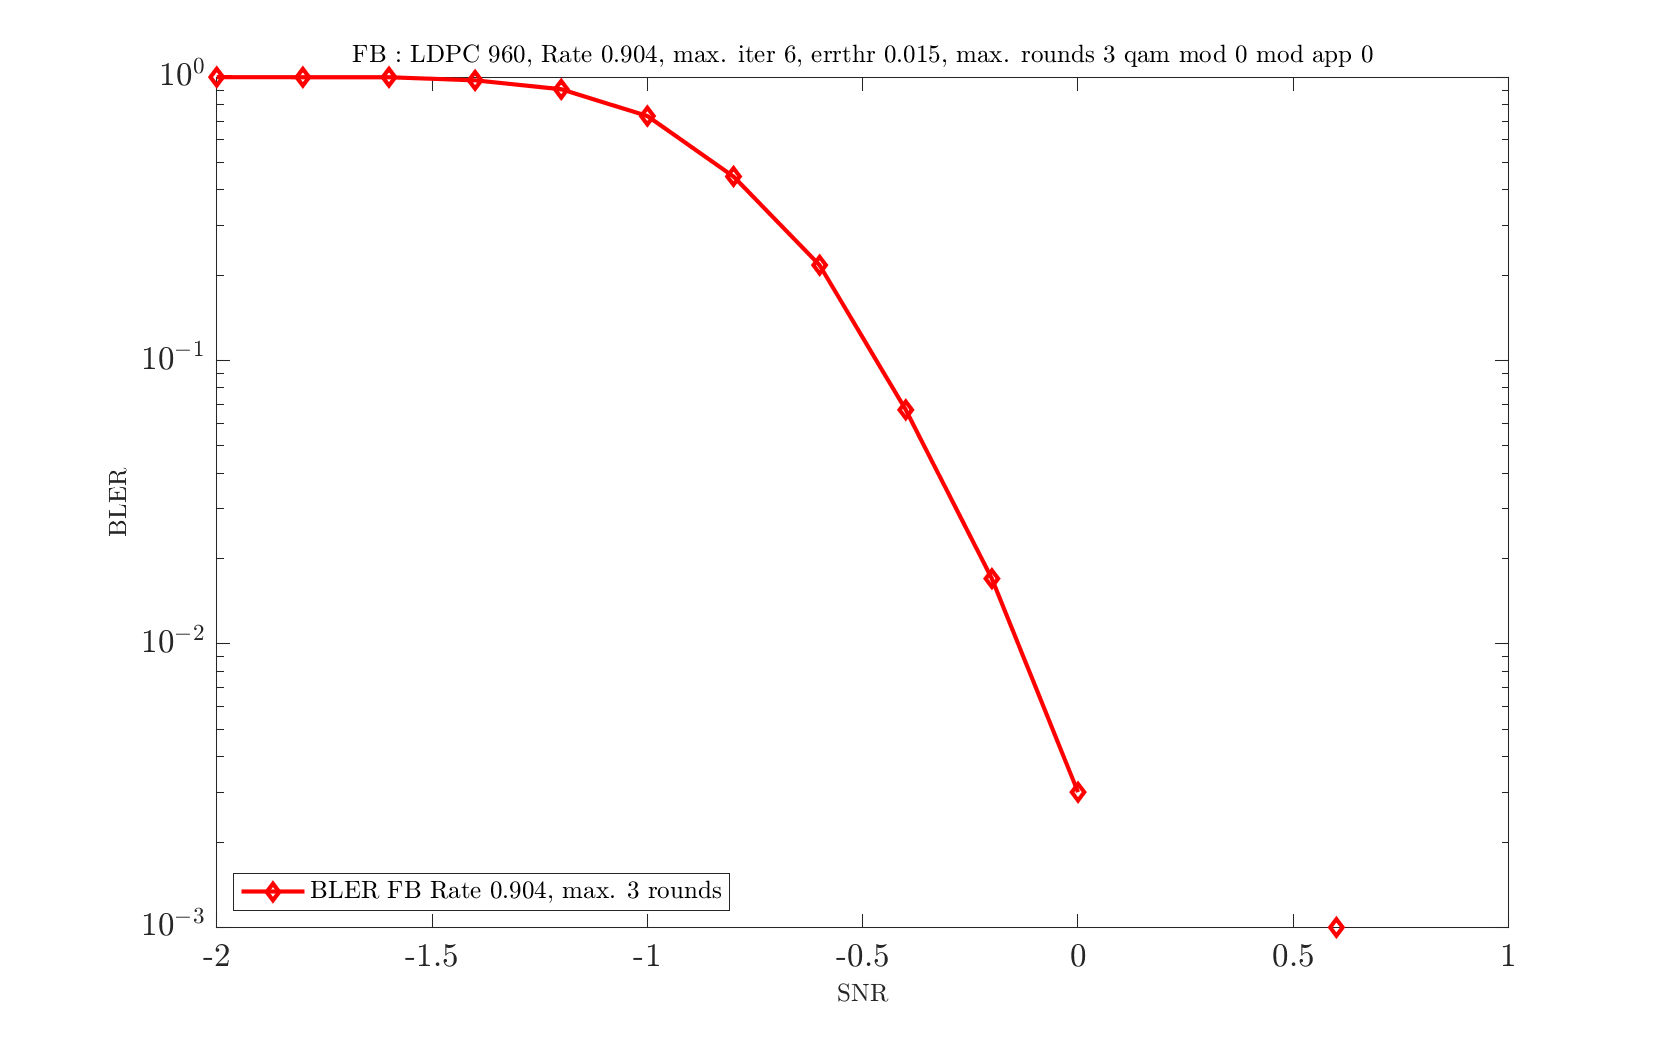 FB : LDPC 960, Rate 0.904, max. iter 6, errthr 0.015, max. rounds 3 qam mod 0 mod app 0
10^0
10^{-1}
10^{-2}
10^{-3}
BLER
BLER FB Rate 0.904, max. 3 rounds
-2 -1.5 -1 -0.5 0 0.5 1
SNR